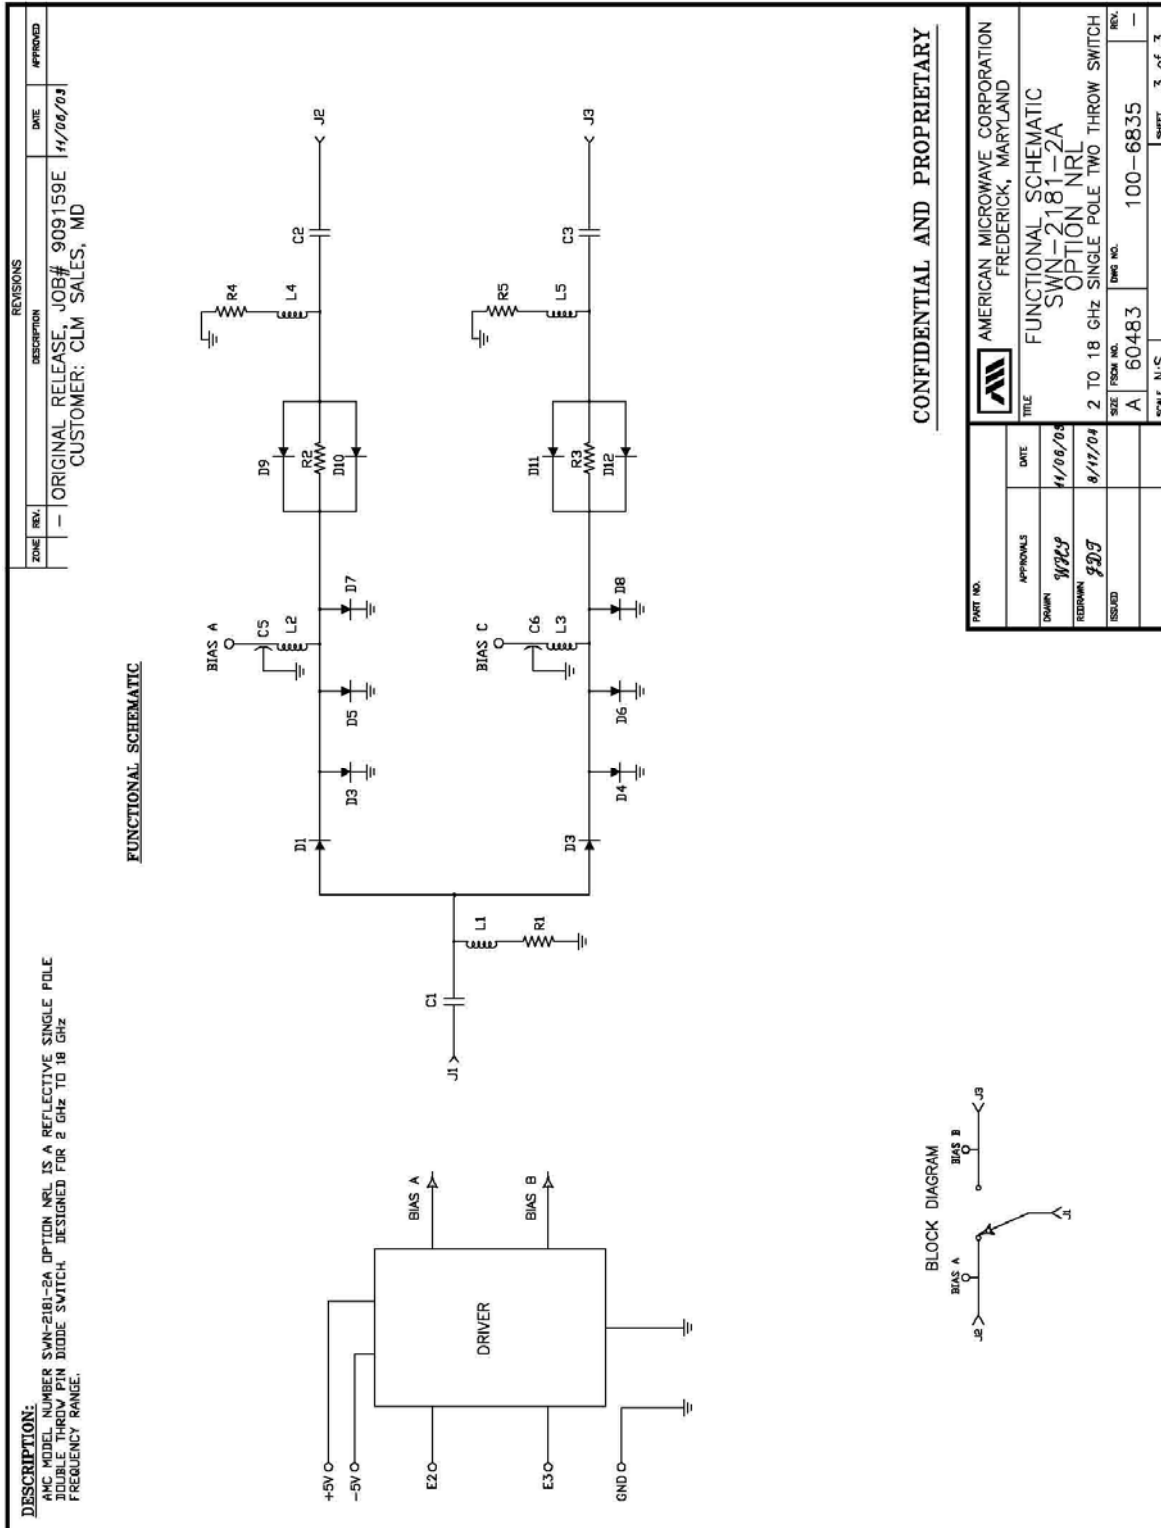 DESCRIPTION:
AMC MODEL NUMBER SWN-2181-2A OPTION NRL IS A REFLECTIVE SINGLE POLE
DOUBLE THROW PIN DIODE SWITCH. DESIGNED FOR 2 GHz TO 18 GHz
FREQUENCY RANGE.
REVISIONS
ZONE REV. DESCRIPTION DATE APPROVED
— ORIGINAL RELEASE, JOB# 909159E 11/06/03
CUSTOMER: CLM SALES, MD
FUNCTIONAL SCHEMATIC
+5V
-5V
E2
E3
GND
DRIVER
BIAS A
BIAS B
J1
C1
L1
R1
D1
D3
D5
BIAS A
C5
L2
D7
D9
R2
D10
R4
L4
C2
J2
D3
D4
D6
BIAS C
C6
L3
D8
D11
R3
D12
R5
L5
C3
J3
BLOCK DIAGRAM
BIAS A
BIAS B
J2
J3
J1
CONFIDENTIAL AND PROPRIETARY
PART NO.
APPROVALS DATE
DRAWN WHS 11/06/03
REDRAWN JDT 8/17/04
ISSUED
AMERICAN MICROWAVE CORPORATION
FREDERICK, MARYLAND
TITLE
FUNCTIONAL SCHEMATIC
SWN-2181-2A
OPTION NRL
2 TO 18 GHz SINGLE POLE TWO THROW SWITCH
SIZE FSCM NO. DWG NO. REV.
A 60483 100-6835 —
SCALE N:S SHEET 3 of 3